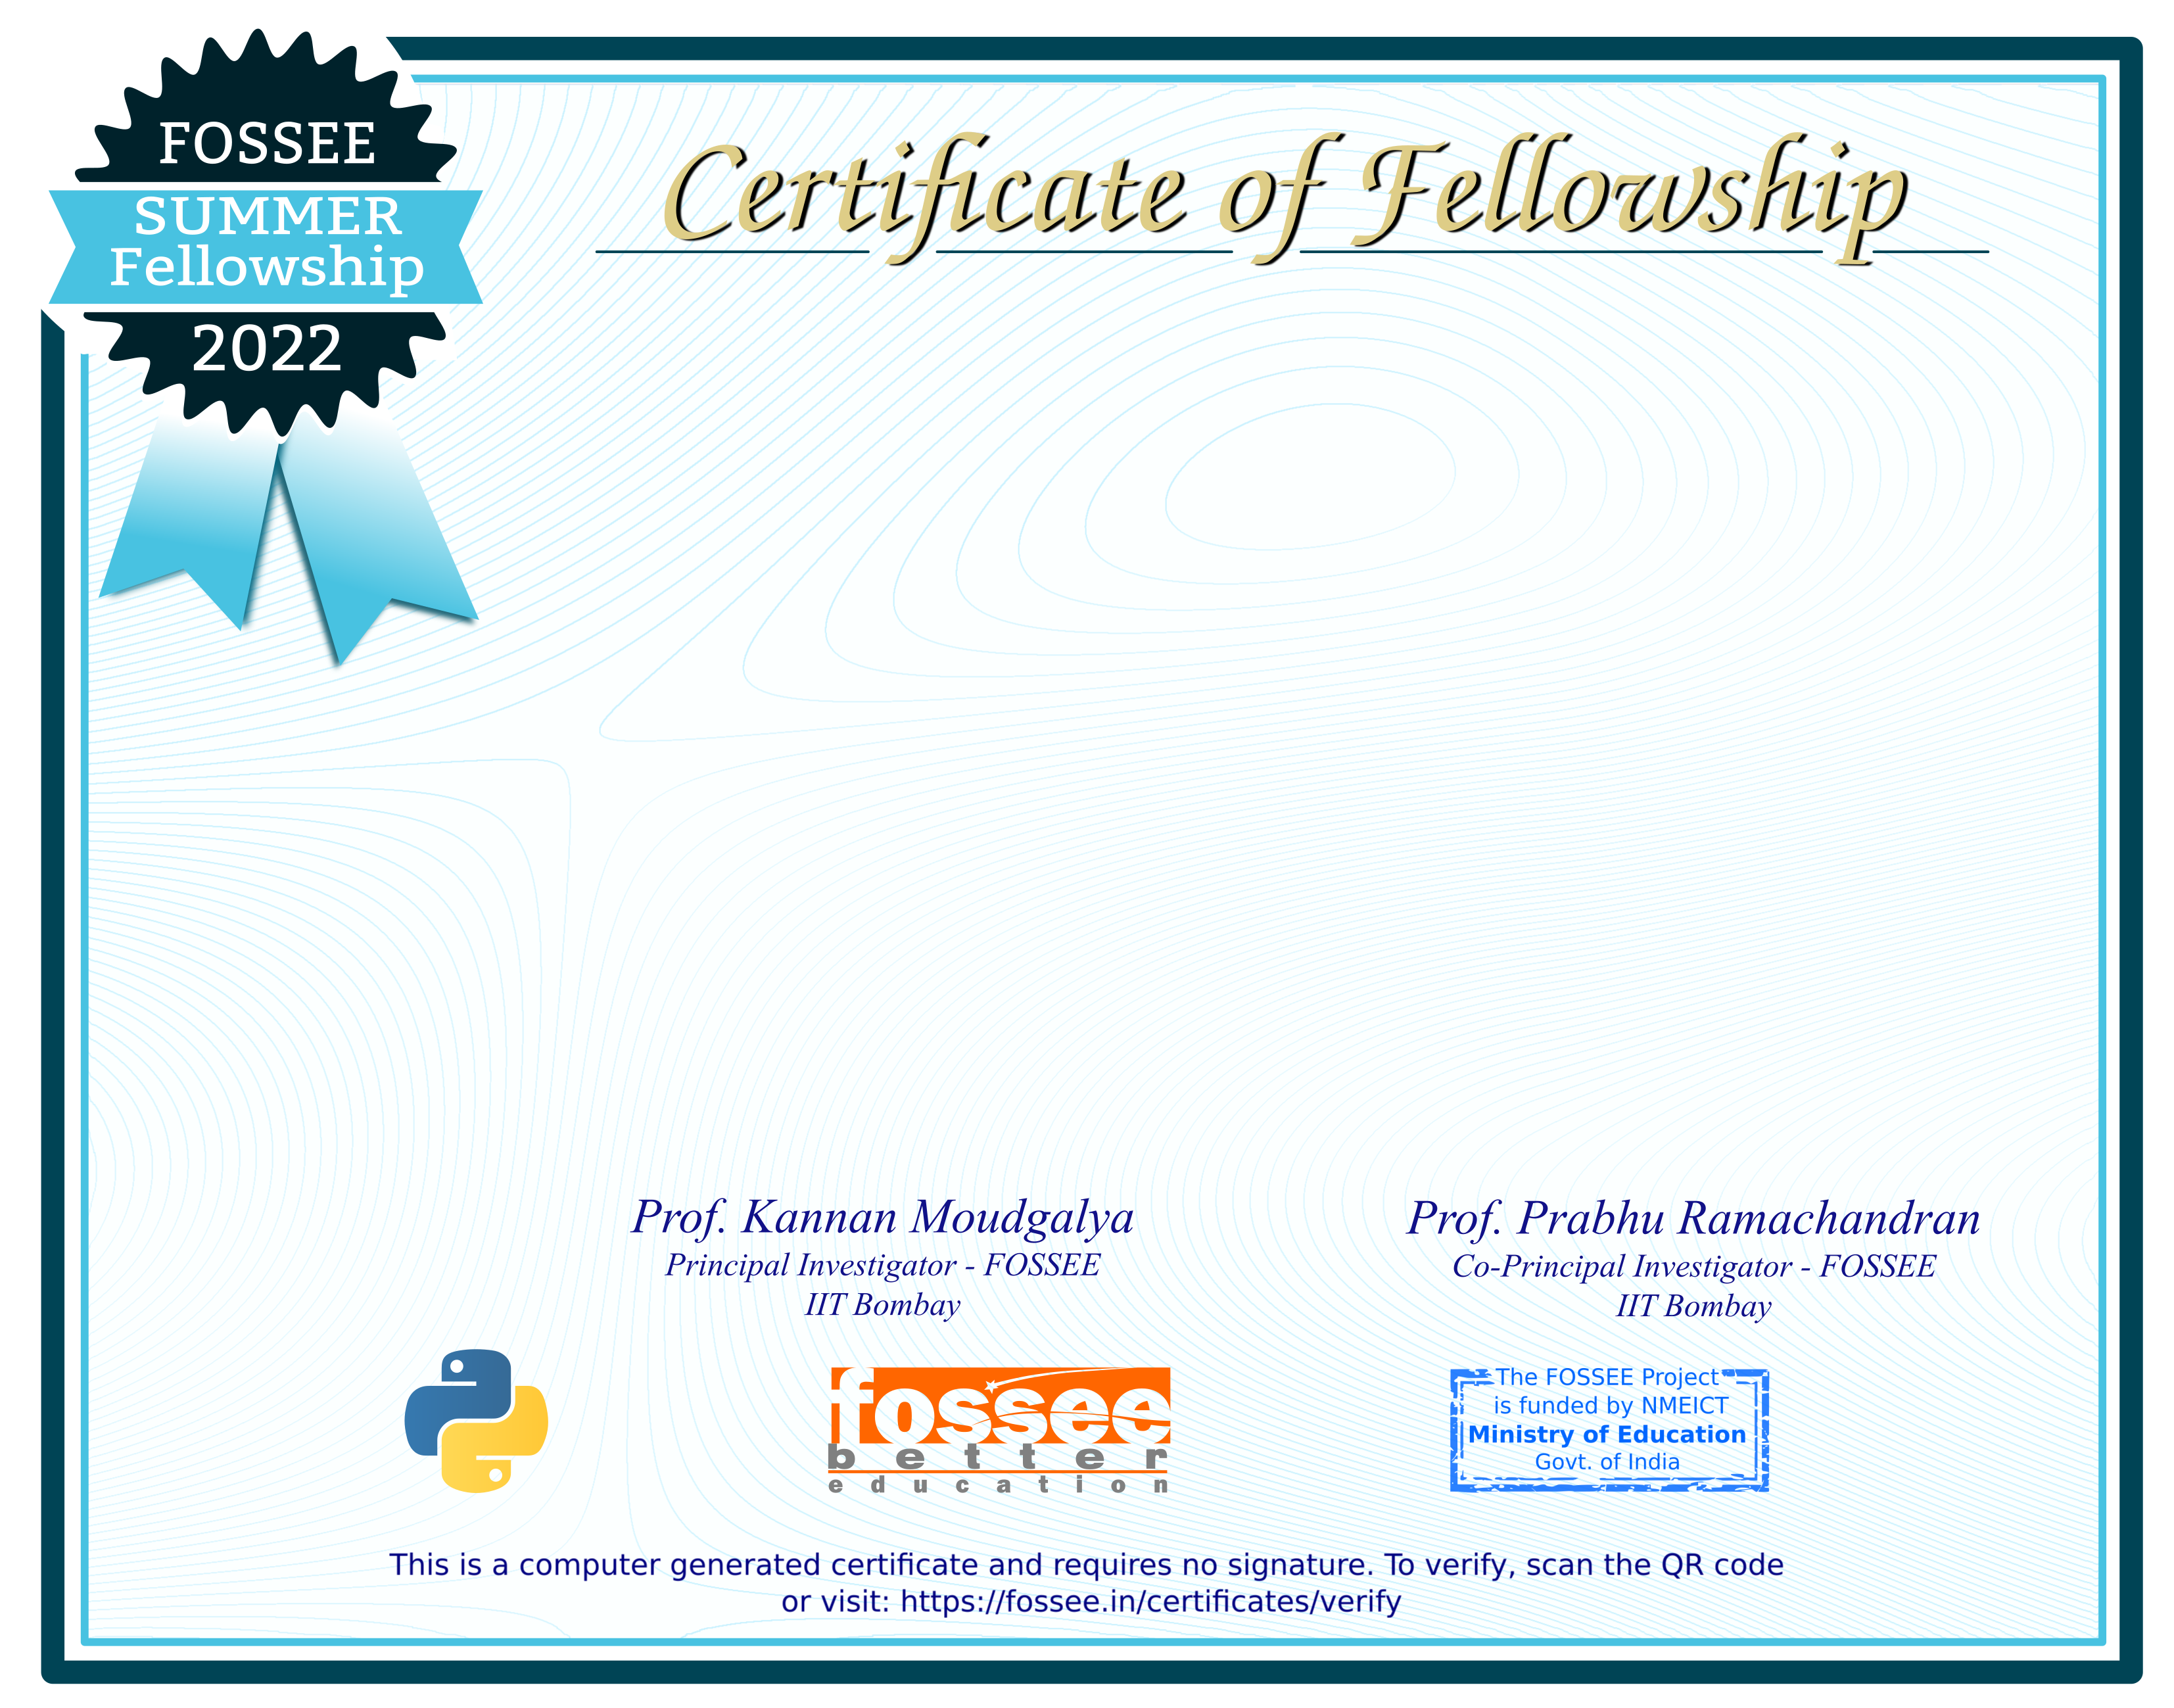 FOSSEE
SUMMER
Fellowship
2022
Certificate of Fellowship
Prof. Kannan Moudgalya
Principal Investigator - FOSSEE
IIT Bombay
Prof. Prabhu Ramachandran
Co-Principal Investigator - FOSSEE
IIT Bombay
fossee
better
education
The FOSSEE Project
is funded by NMEICT
Ministry of Education
Govt. of India
This is a computer generated certificate and requires no signature. To verify, scan the QR code
or visit: https://fossee.in/certificates/verify